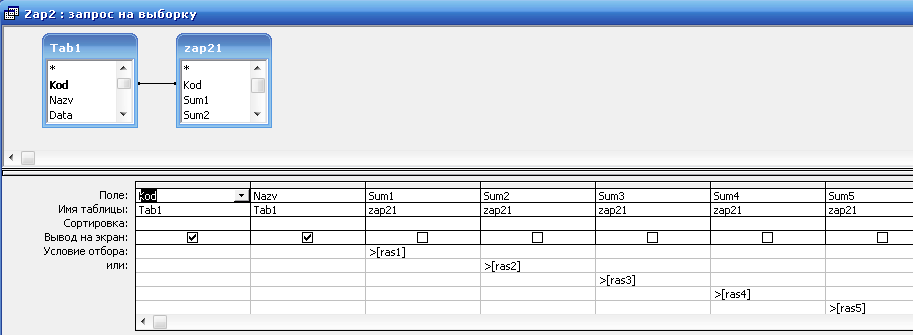 Zap2 : запрос на выборку
Tab1 zap21
* *
Kod Kod
Nazv Sum1
Data Sum2
Поле: Kod Nazv Sum1 Sum2 Sum3 Sum4 Sum5
Имя таблицы: Tab1 Tab1 zap21 zap21 zap21 zap21 zap21
Сортировка:
Вывод на экран:
Условие отбора: >[ras1]
или: >[ras2]
>[ras3]
>[ras4]
>[ras5]